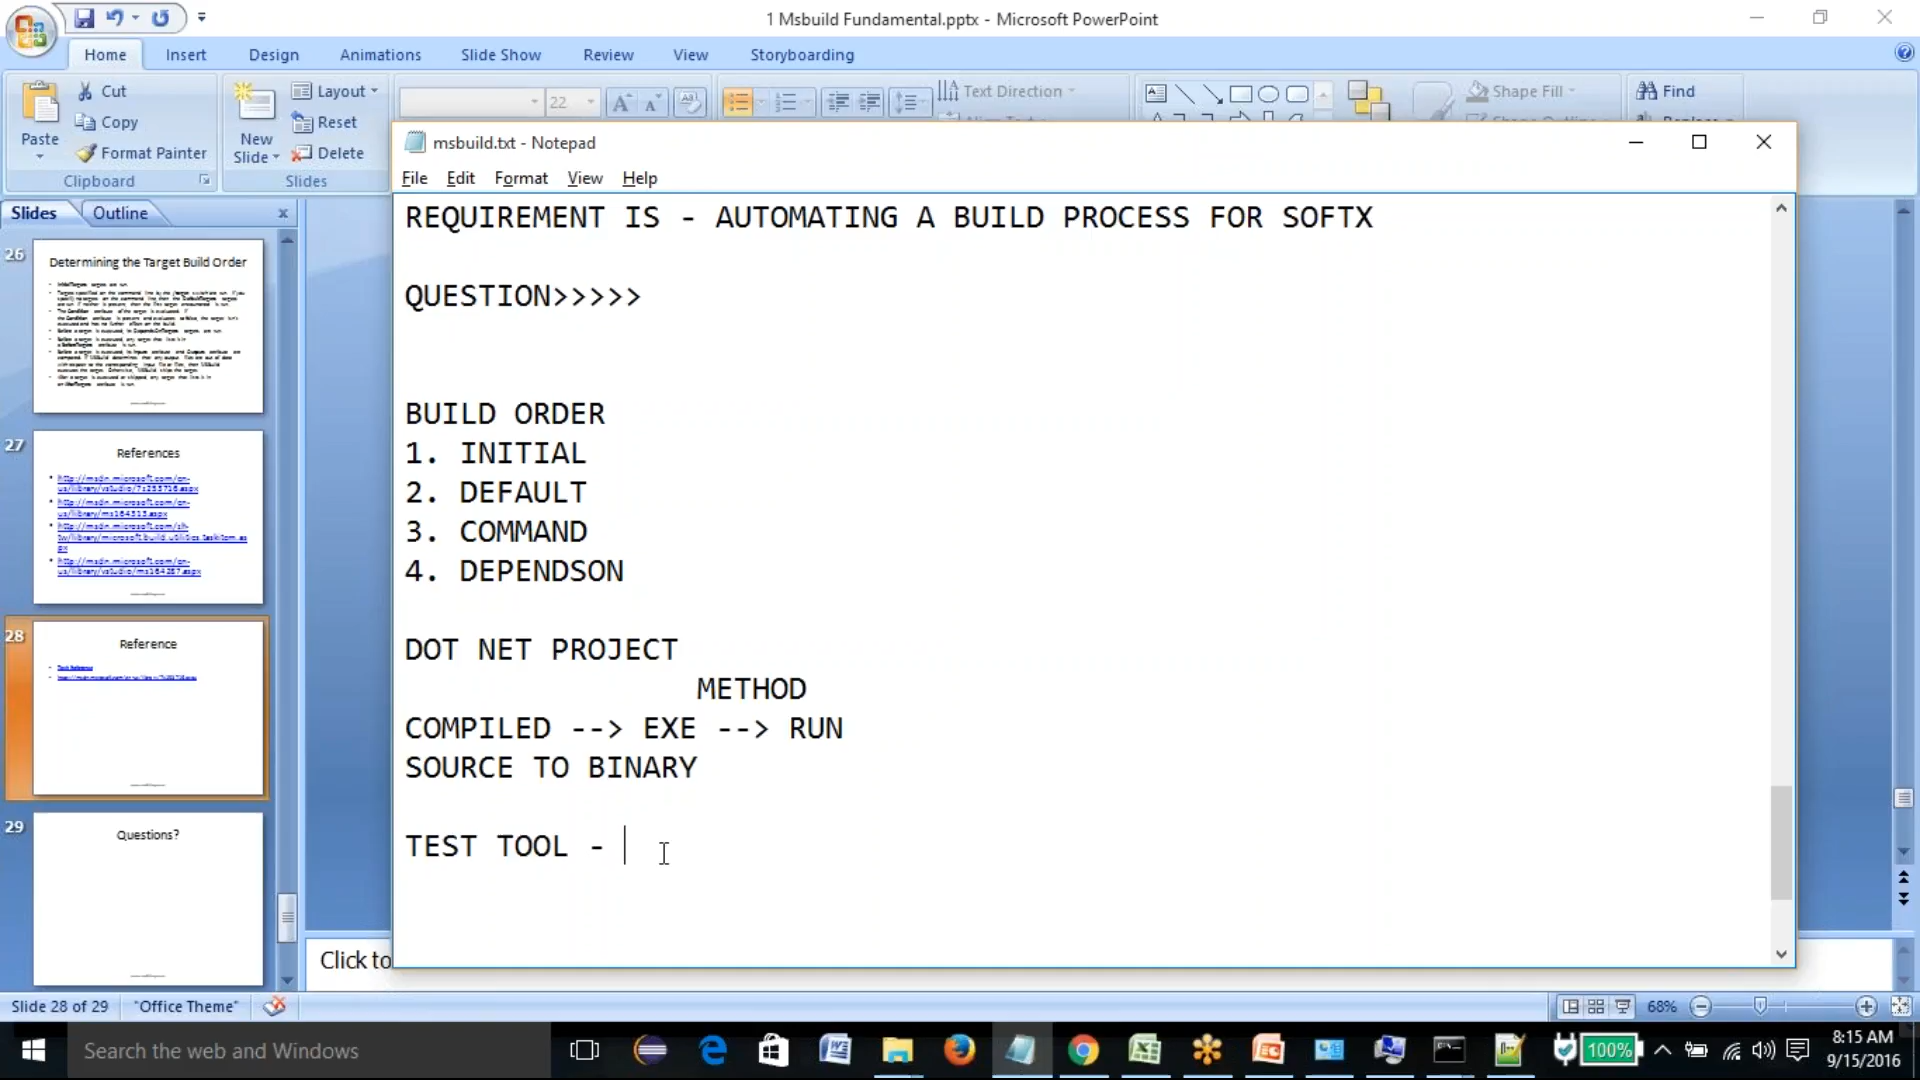 1 Msbuild Fundamental.pptx - Microsoft PowerPoint
Home Insert Design Animations Slide Show Review View Storyboarding
Paste
Cut
Copy
Format Painter
Clipboard
New
Slide
Layout
Reset
Delete
Slides
22
Text Direction
Shape Fill
Find
msbuild.txt - Notepad
File Edit Format View Help
REQUIREMENT IS - AUTOMATING A BUILD PROCESS FOR SOFTX
QUESTION>>>>>
BUILD ORDER
1. INITIAL
2. DEFAULT
3. COMMAND
4. DEPENDSON
DOT NET PROJECT
METHOD
COMPILED --> EXE --> RUN
SOURCE TO BINARY
TEST TOOL -
Slides Outline
26
Determining the Target Build Order
27
References
28
Reference
29
Questions?
Click to
Slide 28 of 29 "Office Theme"
68%
Search the web and Windows
100%
8:15 AM
9/15/2016